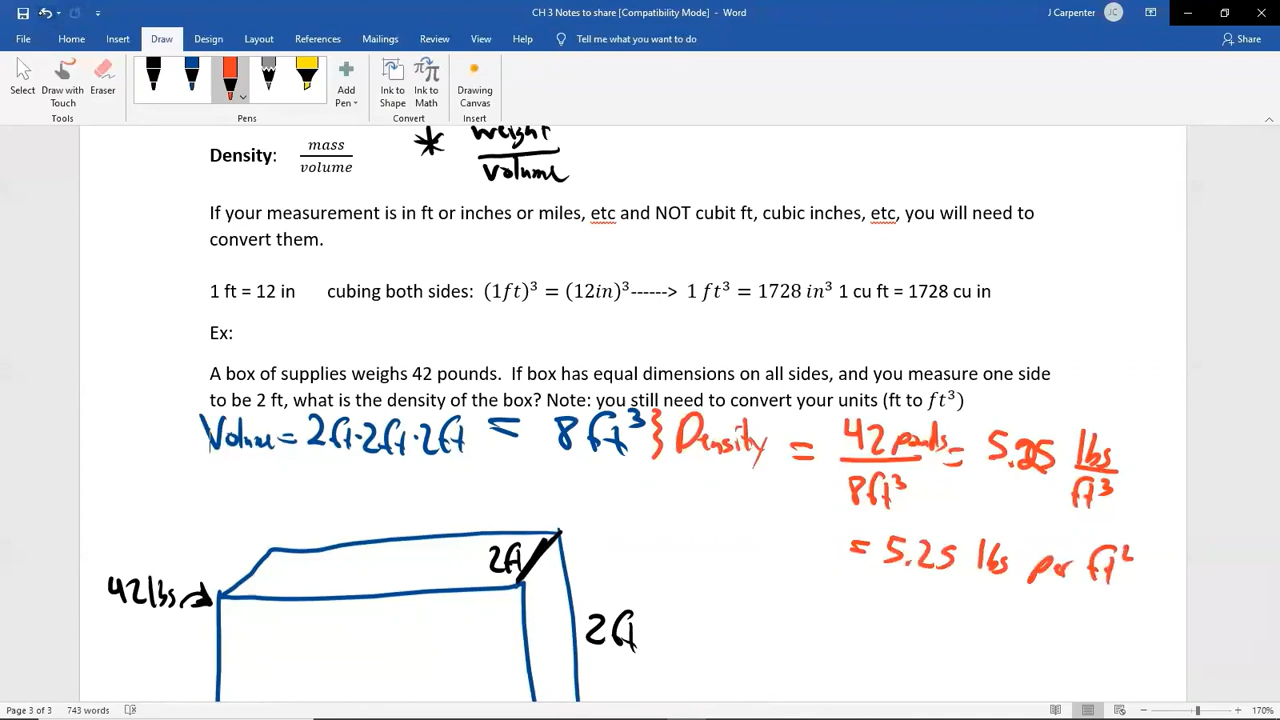 CH 3 Notes to share [Compatibility Mode] - Word
J Carpenter JC
File Home Insert Draw Design Layout References Mailings Review View Help Tell me what you want to do Share
Select Draw with Touch Eraser Add Pen Ink to Shape Ink to Math Drawing Canvas
Tools Pens Convert Insert
Density: mass/volume * weight/volume
If your measurement is in ft or inches or miles, etc and NOT cubit ft, cubic inches, etc, you will need to
convert them.
1 ft = 12 in cubing both sides: (1ft)³ = (12in)³------> 1 ft³ = 1728 in³ 1 cu ft = 1728 cu in
Ex:
A box of supplies weighs 42 pounds. If box has equal dimensions on all sides, and you measure one side
to be 2 ft, what is the density of the box? Note: you still need to convert your units (ft to ft³)
Volume = 2ft·2ft·2ft = 8ft³ } Density = 42 pounds/8ft³ = 5.25 lbs/ft³
= 5.25 lbs per ft²
2ft
42lbs
2ft
Page 3 of 3 743 words 170%